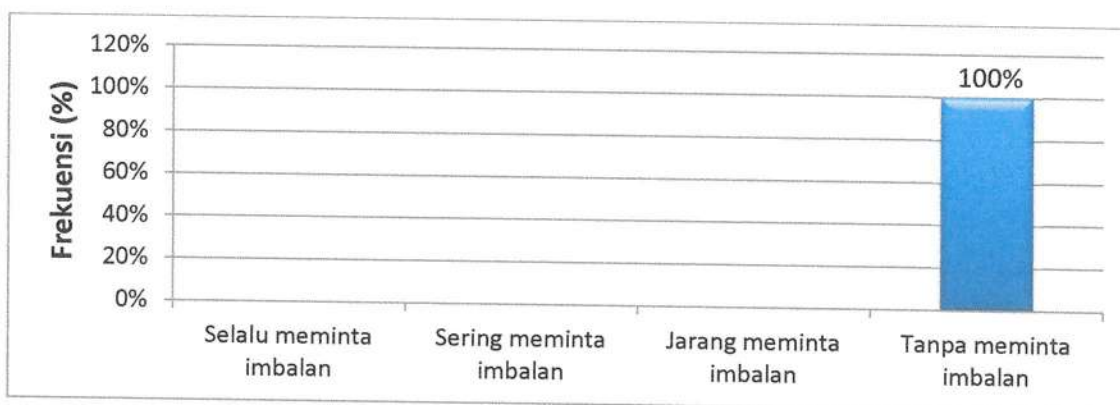 Frekuensi (%)
120%
100%
80%
60%
40%
20%
0%
100%
Selalu meminta
imbalan
Sering meminta
imbalan
Jarang meminta
imbalan
Tanpa meminta
imbalan